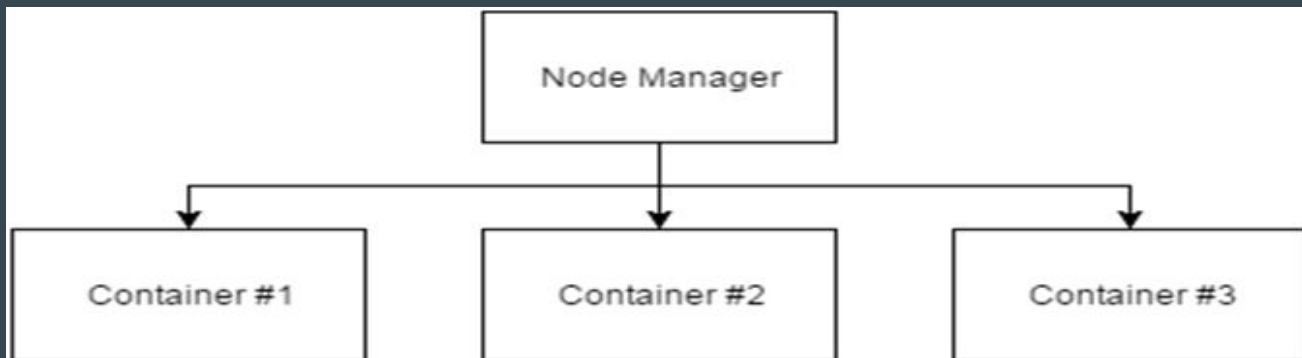 Node Manager
Container #1
Container #2
Container #3